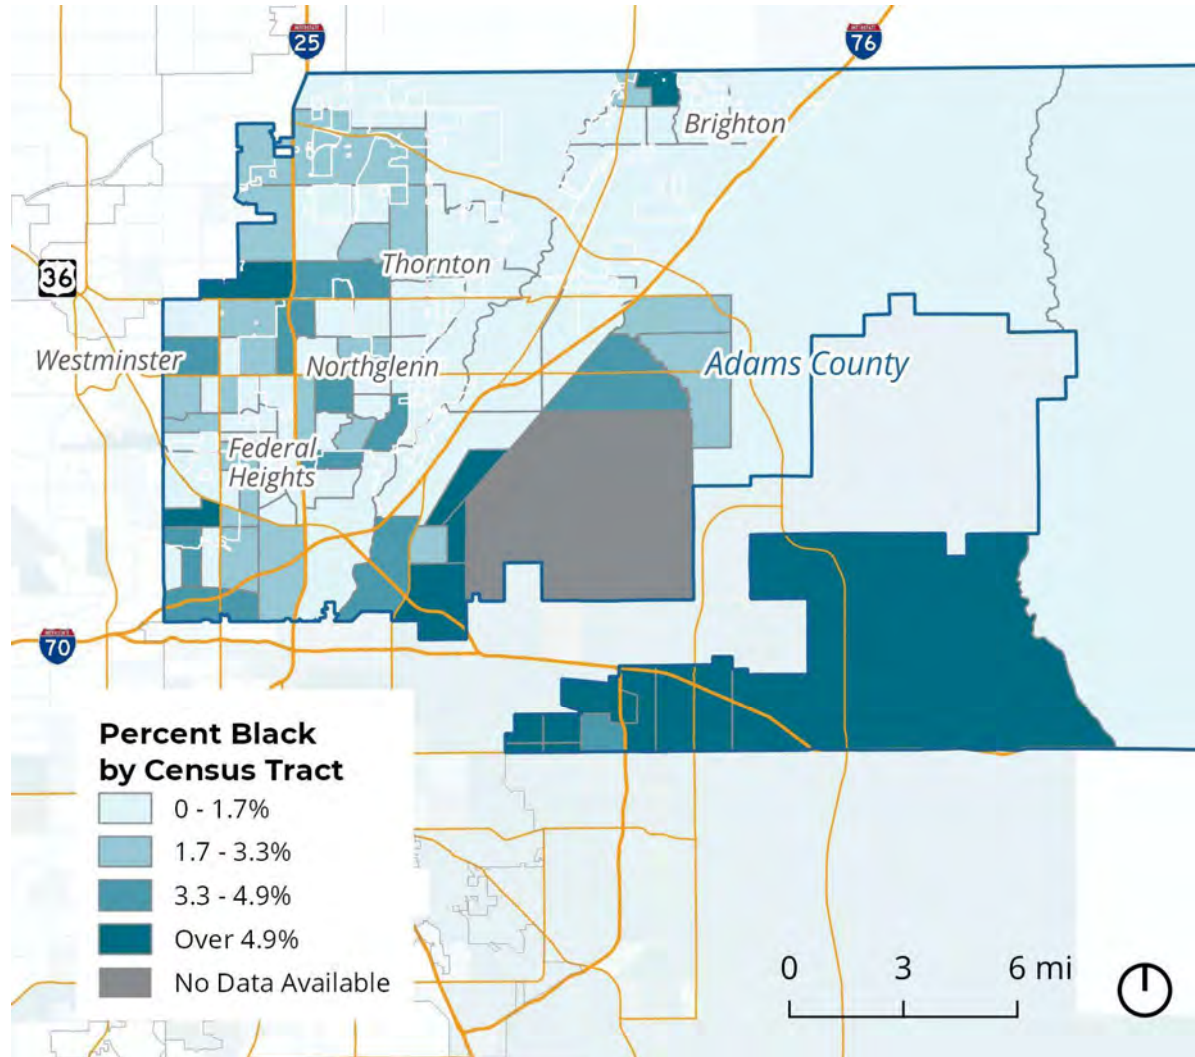 25
76
Brighton
Thornton
36
Westminster
Northglenn
Adams County
Federal
Heights
70
Percent Black
by Census Tract
0 - 1.7%
1.7 - 3.3%
3.3 - 4.9%
Over 4.9%
No Data Available
0 3 6 mi